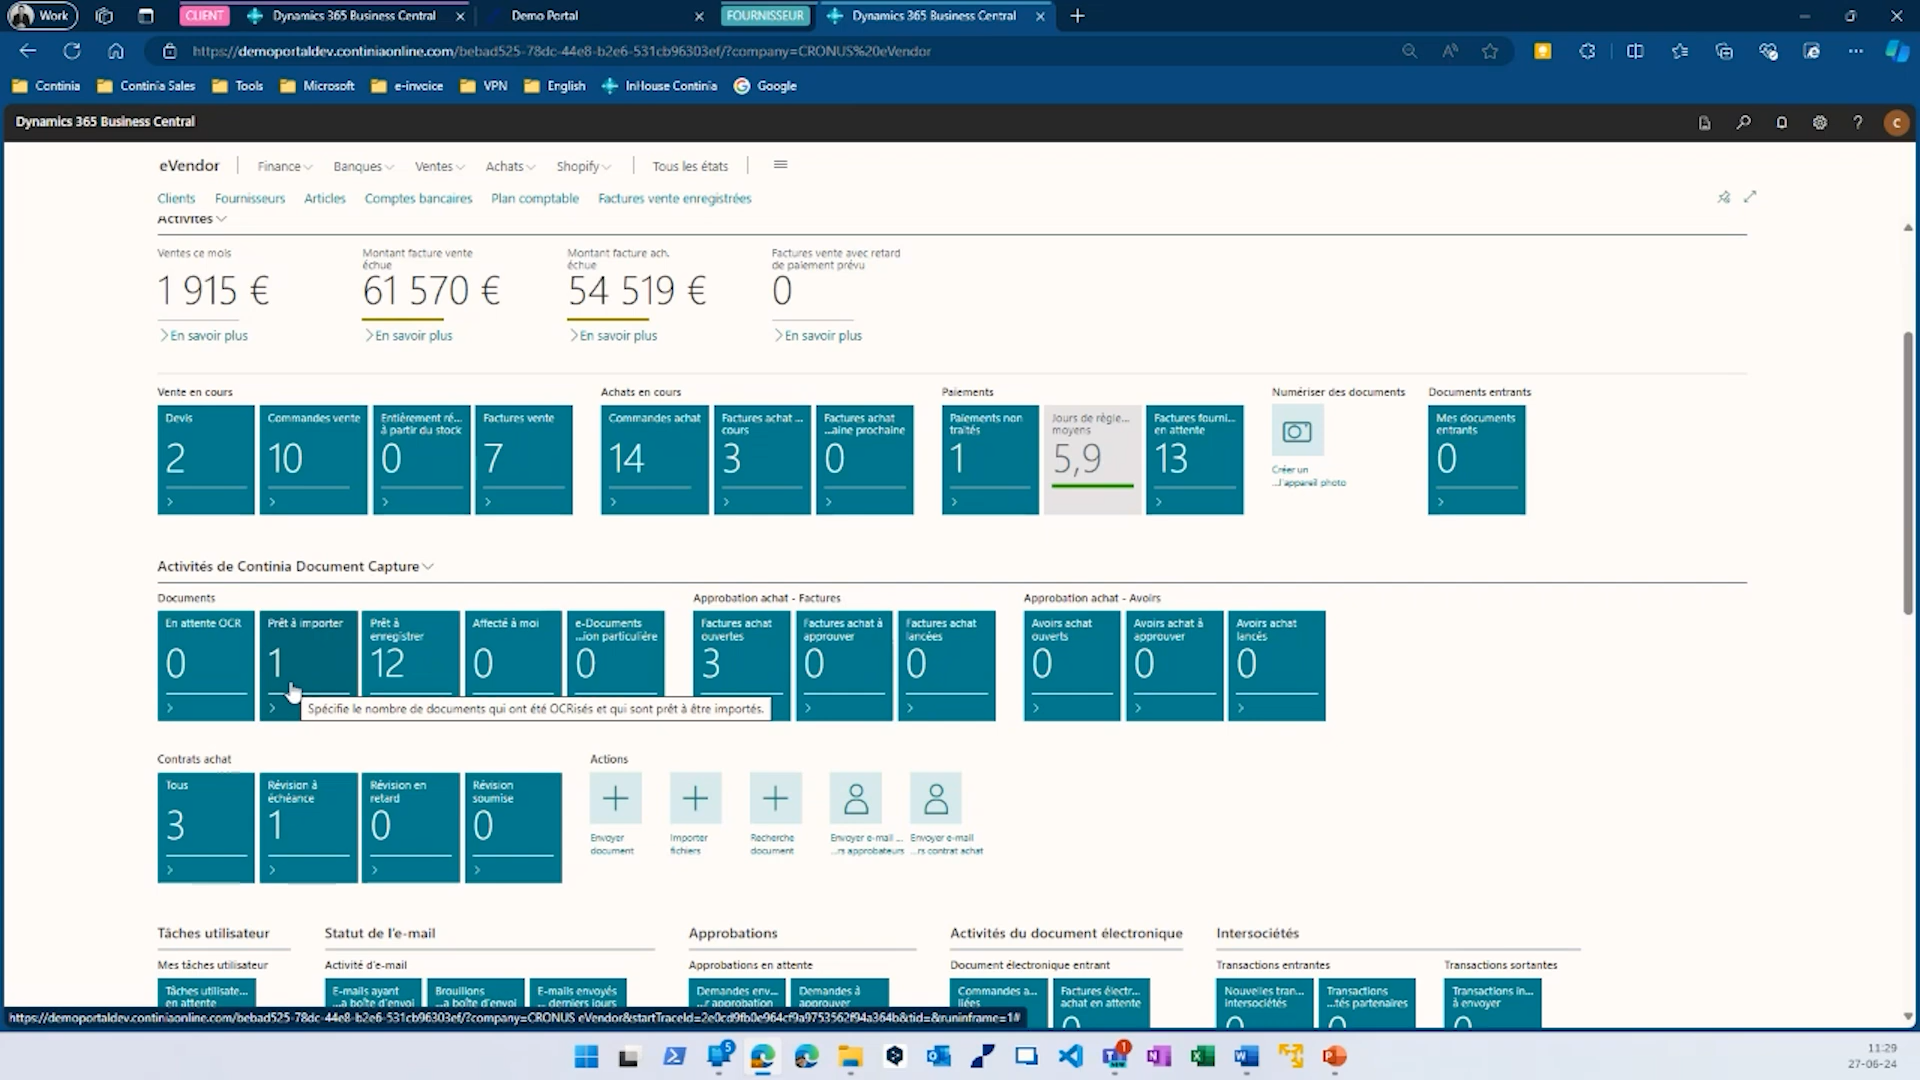 Work
CLIENT
Dynamics 365 Business Central
Demo Portal
FOURNISSEUR
Dynamics 365 Business Central
https://demoportaldev.continiaonline.com/bebad525-78dc-44e8-b2e6-531cb96303ef/?company=CRONUS%20eVendor
Continia
Continia Sales
Tools
Microsoft
e-invoice
VPN
English
InHouse Continia
Google
Dynamics 365 Business Central
C
eVendor
Finance
Banques
Ventes
Achats
Shopify
Tous les états
Clients
Fournisseurs
Articles
Comptes bancaires
Plan comptable
Factures vente enregistrées
Activités
Ventes ce mois
1 915 €
En savoir plus
Montant facture vente
échue
61 570 €
En savoir plus
Montant facture ach.
échue
54 519 €
En savoir plus
Factures vente avec retard
de paiement prévu
0
En savoir plus
Vente en cours
Devis
2
Commandes vente
10
Entièrement ré...
à partir du stock
0
Factures vente
7
Achats en cours
Commandes achat
14
Factures achat ...
cours
3
Factures achat
...aine prochaine
0
Paiements
Paiements non
traités
1
Jours de règle...
moyens
5,9
Factures fourni...
en attente
13
Numériser des documents
Créer un
...l'appareil photo
Documents entrants
Mes documents
entrants
0
Activités de Continia Document Capture
Documents
En attente OCR
0
Prêt à importer
1
Prêt à
enregistrer
12
Affecté à moi
0
e-Documents
...ion particulière
0
Approbation achat - Factures
Factures achat
ouvertes
3
Factures achat à
approuver
0
Factures achat
lancées
0
Approbation achat - Avoirs
Avoirs achat
ouverts
0
Avoirs achat à
approuver
0
Avoirs achat
lancés
0
Spécifie le nombre de documents qui ont été OCRisés et qui sont prêt à être importés.
Contrats achat
Tous
3
Révision à
échéance
1
Révision en
retard
0
Révision
soumise
0
Actions
Envoyer
document
Importer
fichiers
Recherche
document
Envoyer e-mail ...
...rs approbateurs
Envoyer e-mail
...rs contrat achat
Tâches utilisateur
Mes tâches utilisateur
Tâches utilisate...
en attente
Statut de l'e-mail
Activité d'e-mail
E-mails ayant
...a boîte d'envoi
Brouillons
...a boîte d'envoi
E-mails envoyés
... derniers jours
Approbations
Approbations en attente
Demandes env...
...r approbation
Demandes à
approuver
Activités du document électronique
Document électronique entrant
Commandes a...
liées
Factures électr...
achat en attente
0
Intersociétés
Transactions entrantes
Nouvelles tran...
intersociétés
0
Transactions
...tés partenaires
0
Transactions sortantes
Transactions in...
à envoyer
0
5
1
11:29
27-06-24